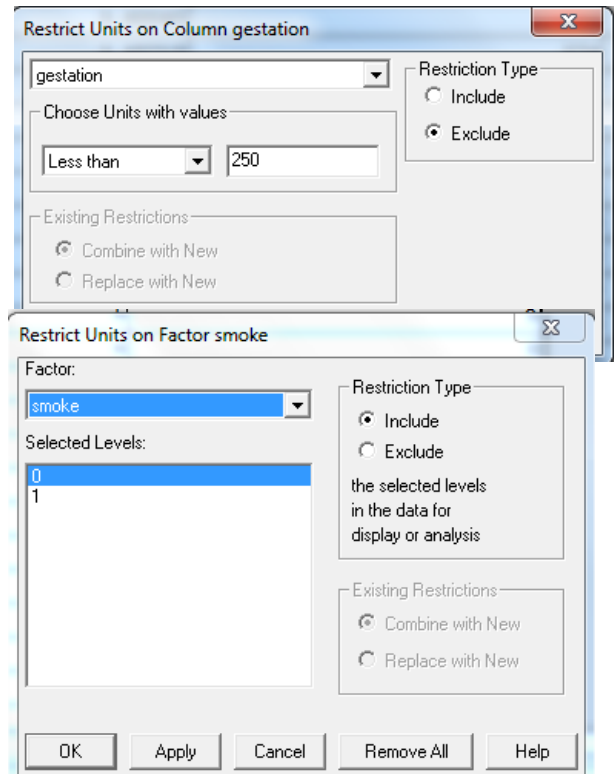 Restrict Units on Column gestation
gestation
Restriction Type
Include
Exclude
Choose Units with values
Less than
250
Existing Restrictions
Combine with New
Replace with New
Restrict Units on Factor smoke
Factor:
smoke
Selected Levels:
0
1
Restriction Type
Include
Exclude
the selected levels
in the data for
display or analysis
Existing Restrictions
Combine with New
Replace with New
OK
Apply
Cancel
Remove All
Help